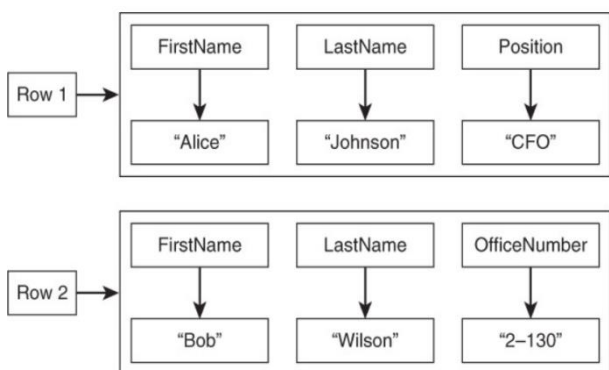 FirstName LastName Position
Row 1
“Alice” “Johnson” “CFO”
FirstName LastName OfficeNumber
Row 2
“Bob” “Wilson” “2–130”